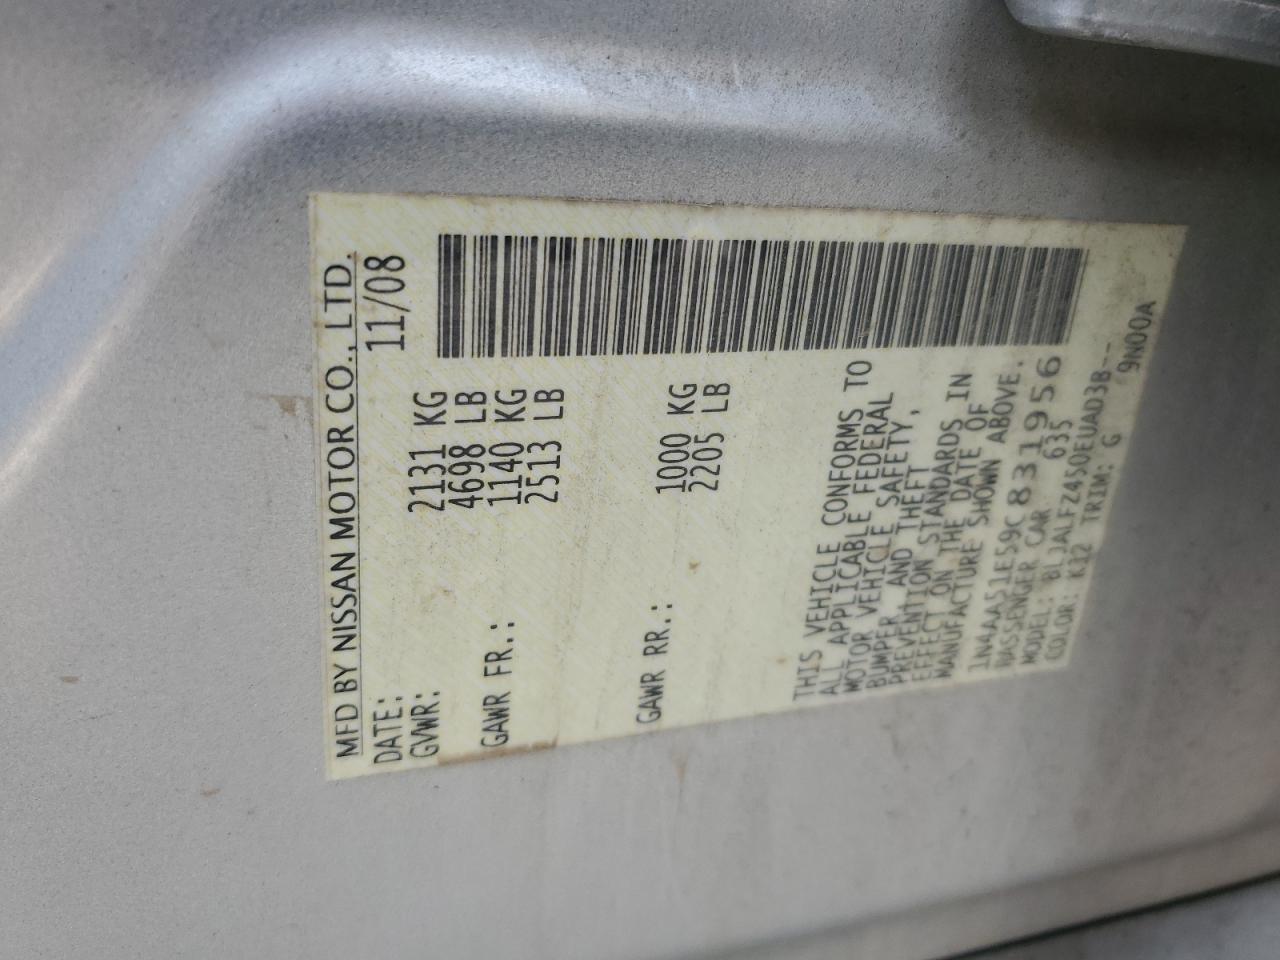 MFD BY NISSAN MOTOR CO., LTD.
DATE: 11/08
GVWR: 2131 KG
4698 LB
GAWR FR.: 1140 KG
2513 LB
GAWR RR.: 1000 KG
2205 LB
THIS VEHICLE CONFORMS TO
ALL APPLICABLE FEDERAL
MOTOR VEHICLE SAFETY,
BUMPER AND THEFT
PREVENTION STANDARDS IN
EFFECT ON THE DATE OF
MANUFACTURE SHOWN ABOVE.
1N4AA51E59C 831956
PASSENGER CAR 635
MODEL: BLJALFZ450EUAD3B--
COLOR: K12 TRIM: G 9N00A